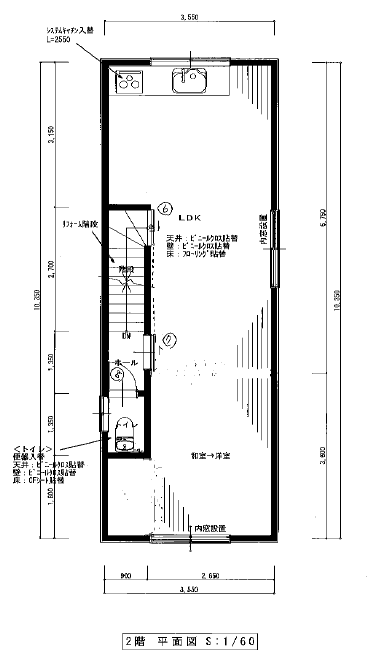 3,550
ｼｽﾃﾑｷｯﾁﾝ入替
L=2550
3,150
ﾘﾌｫｰﾑ階段
⑥
LDK
天井：ﾋﾞﾆｰﾙｸﾛｽ貼替
壁：ﾋﾞﾆｰﾙｸﾛｽ貼替
床：ﾌﾛｰﾘﾝｸﾞ貼替
内窓設置
6,750
階段
2,700
10,350
10,350
DN
ホール
1,350
1,350
トイレ
＜トイレ＞
便器入替
天井：ﾋﾞﾆｰﾙｸﾛｽ貼替
壁：ﾋﾞﾆｰﾙｸﾛｽ貼替
床：CFｼｰﾄ貼替
和室→洋室
3,600
1,800
内窓設置
900
2,650
3,550
2階 平面図 S:1/60